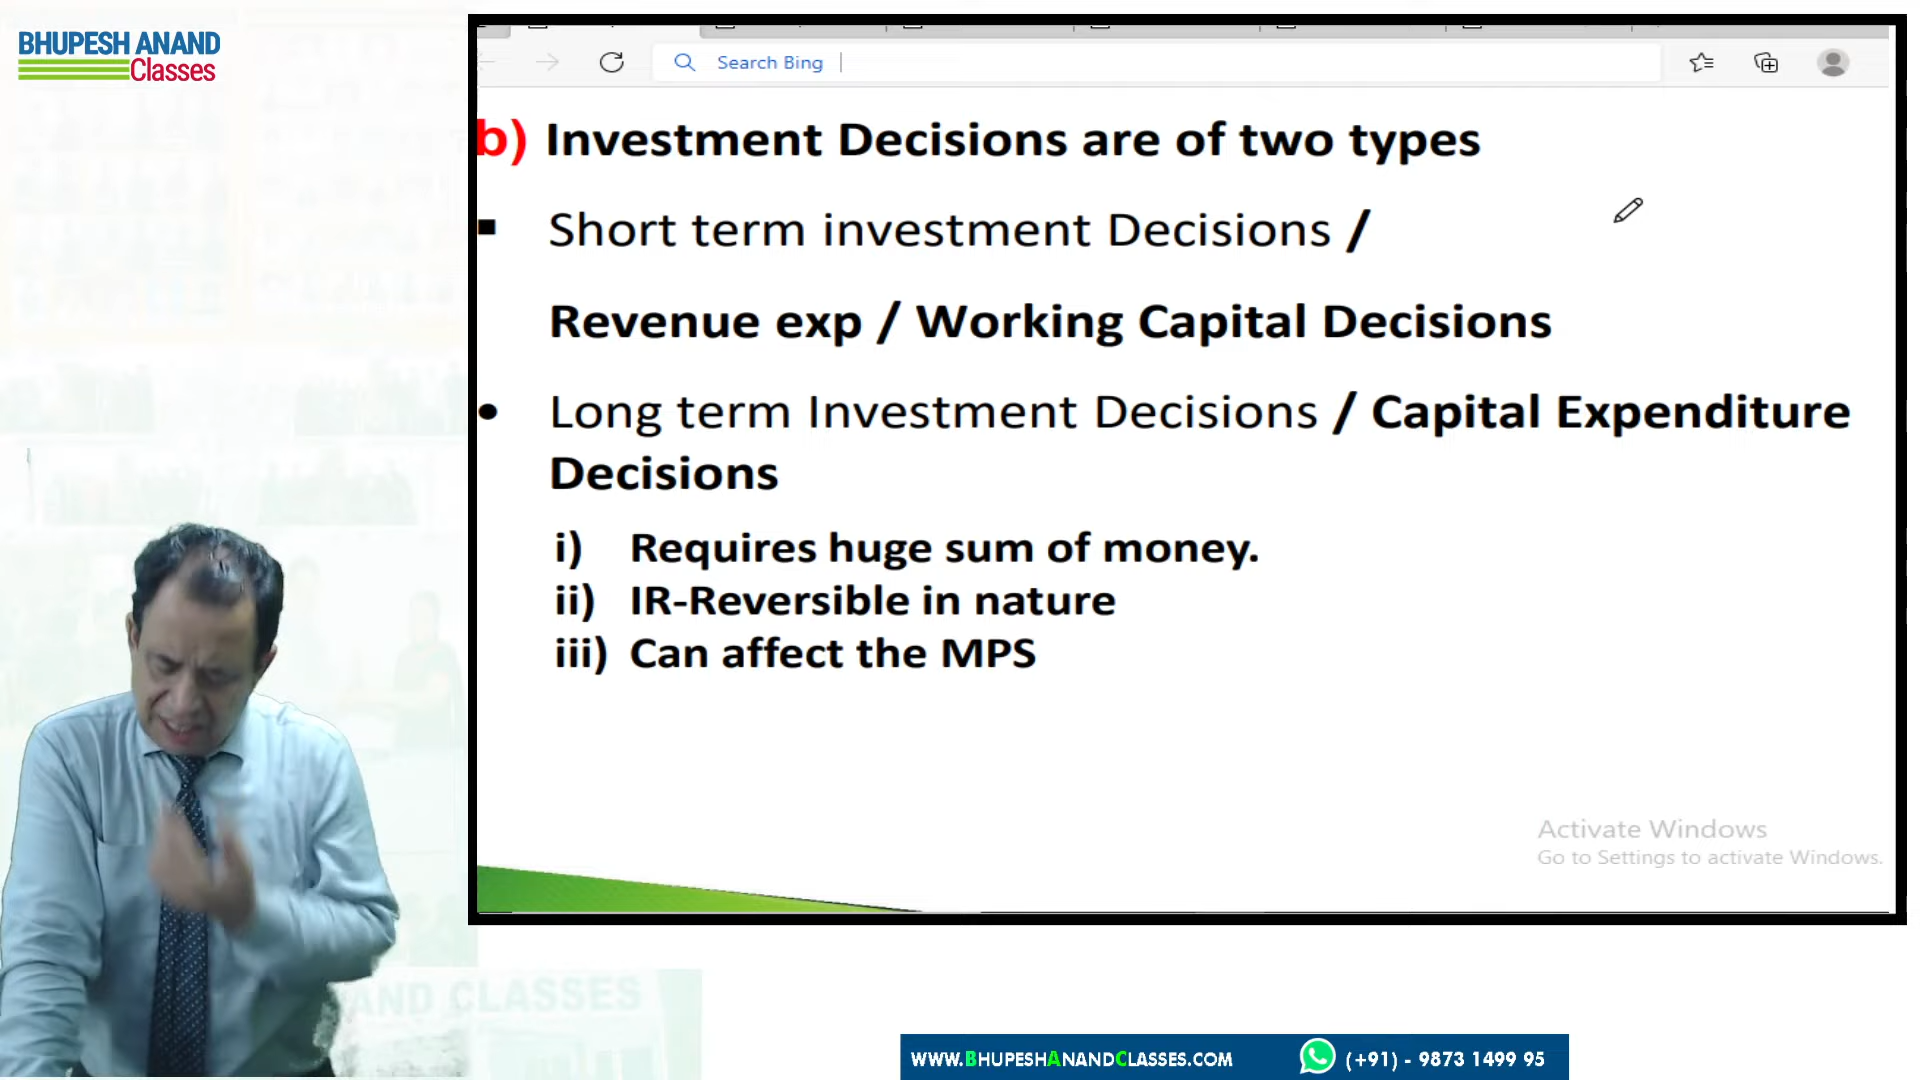 BHUPESH ANAND
Classes
Search Bing
b) Investment Decisions are of two types
▪ Short term investment Decisions /
Revenue exp / Working Capital Decisions
• Long term Investment Decisions / Capital Expenditure
Decisions
i) Requires huge sum of money.
ii) IR-Reversible in nature
iii) Can affect the MPS
Activate Windows
Go to Settings to activate Windows.
AND CLASSES
WWW.BHUPESHANANDCLASSES.COM (+91) - 9873 1499 95